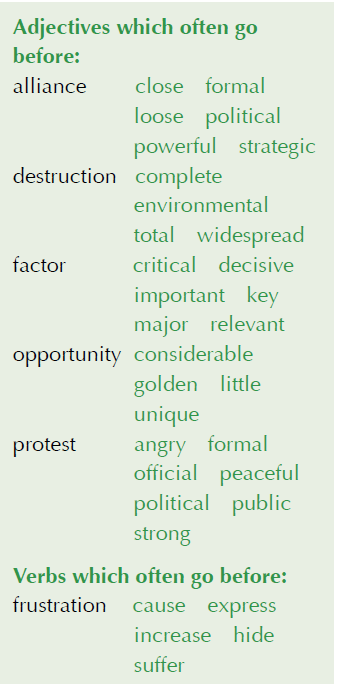 Adjectives which often go
before:
alliance close formal
loose political
powerful strategic
destruction complete
environmental
total widespread
factor critical decisive
important key
major relevant
opportunity considerable
golden little
unique
protest angry formal
official peaceful
political public
strong
Verbs which often go before:
frustration cause express
increase hide
suffer